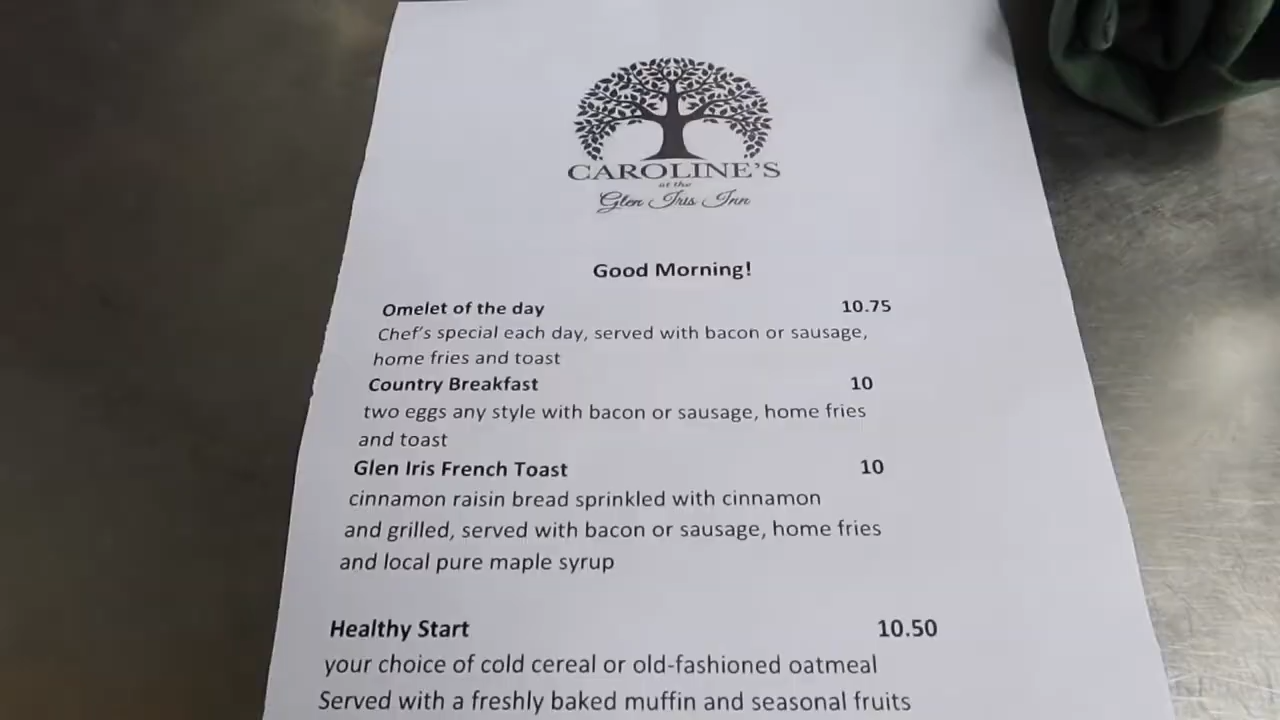 CAROLINE'S
at the
Glen Iris Inn
Good Morning!
Omelet of the day 10.75
Chef's special each day, served with bacon or sausage,
home fries and toast
Country Breakfast 10
two eggs any style with bacon or sausage, home fries
and toast
Glen Iris French Toast 10
cinnamon raisin bread sprinkled with cinnamon
and grilled, served with bacon or sausage, home fries
and local pure maple syrup
Healthy Start 10.50
your choice of cold cereal or old-fashioned oatmeal
Served with a freshly baked muffin and seasonal fruits